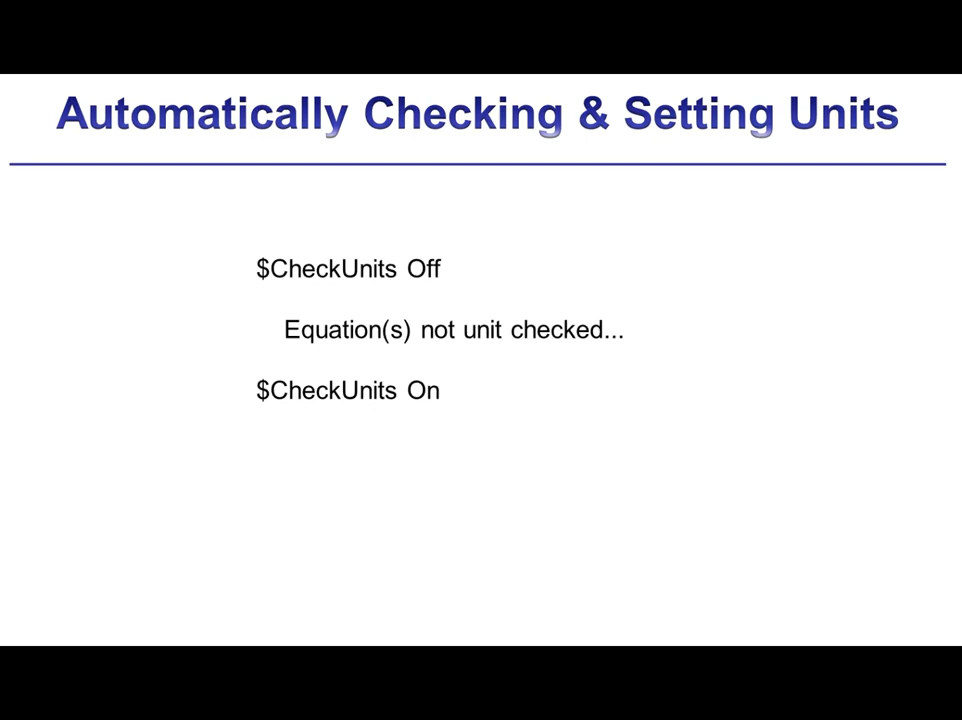 Automatically Checking & Setting Units
$CheckUnits Off
Equation(s) not unit checked...
$CheckUnits On